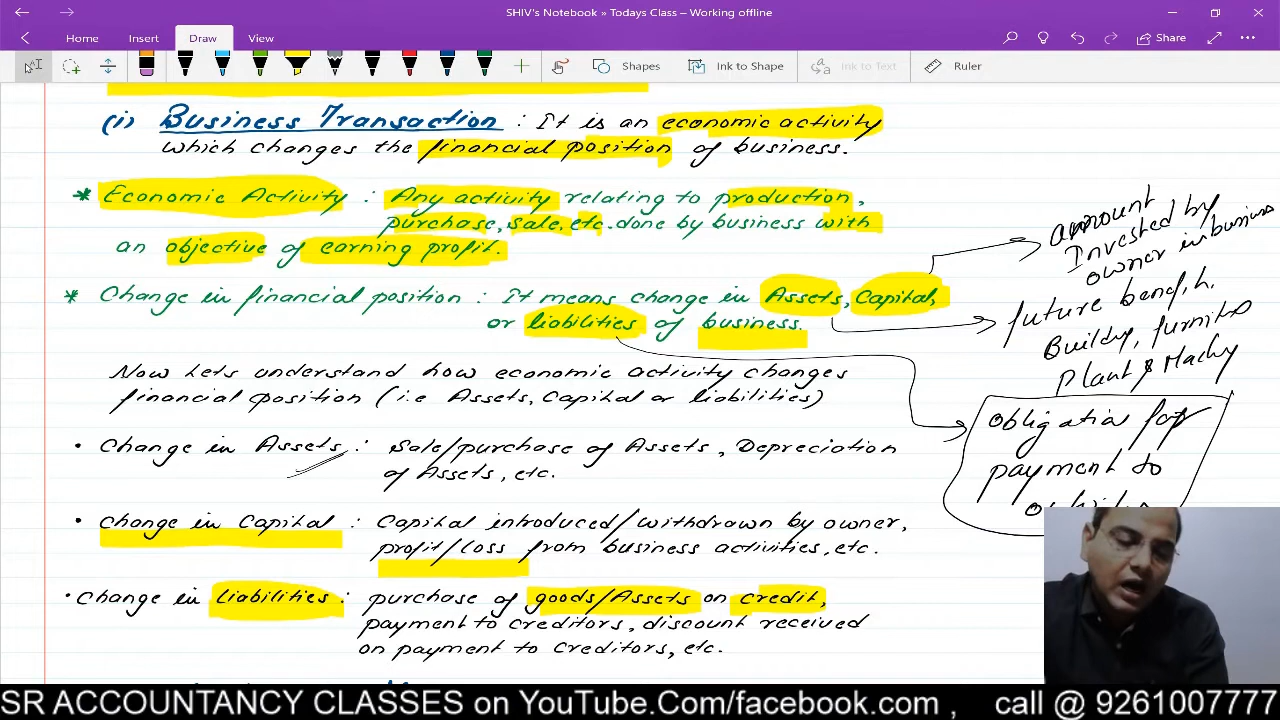 SHIV's Notebook » Todays Class – Working offline
Home Insert Draw View
Share
Shapes Ink to Shape Ink to Text Ruler
(i) Business Transaction : It is an economic activity
which changes the financial position of business.
* Economic Activity : Any activity relating to production,
purchase, sale, etc. done by business with
an objective of earning profit.
* Change in financial position : It means change in Assets, Capital,
or liabilities of business.
amount
Invested by
owner in business
future
Plant &
obligation for
payment to
Now Lets understand how economic activity changes
financial position (i.e Assets, Capital or liabilities)
• Change in Assets : Sale/purchase of Assets, Depreciation
of Assets, etc.
• Change in Capital : Capital introduced/withdrawn by owner,
profit/loss from business activities, etc.
• Change in liabilities : purchase of goods/Assets on credit,
payment to creditors, discount received
on payment to creditors, etc.
SR ACCOUNTANCY CLASSES on YouTube.Com/facebook.com , call @ 9261007777